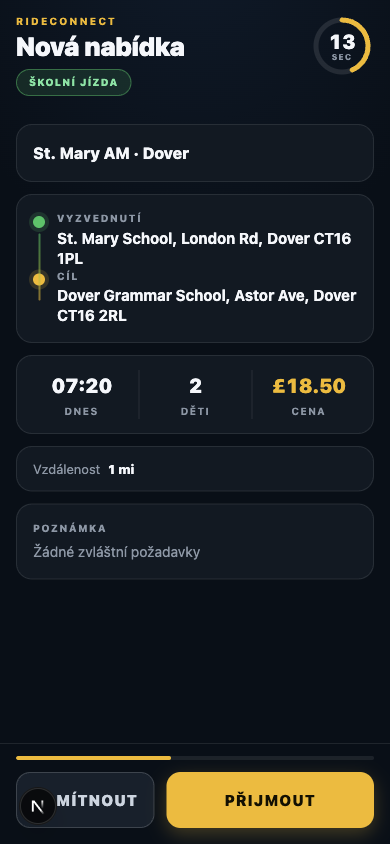 RIDECONNECT
Nová nabídka
ŠKOLNÍ JÍZDA
13
SEC
St. Mary AM · Dover
VYZVEDNUTÍ
St. Mary School, London Rd, Dover CT16
1PL
CÍL
Dover Grammar School, Astor Ave, Dover
CT16 2RL
07:20
DNES
2
DĚTI
£18.50
CENA
Vzdálenost 1 mi
POZNÁMKA
Žádné zvláštní požadavky
N
MÍTNOUT
PŘIJMOUT